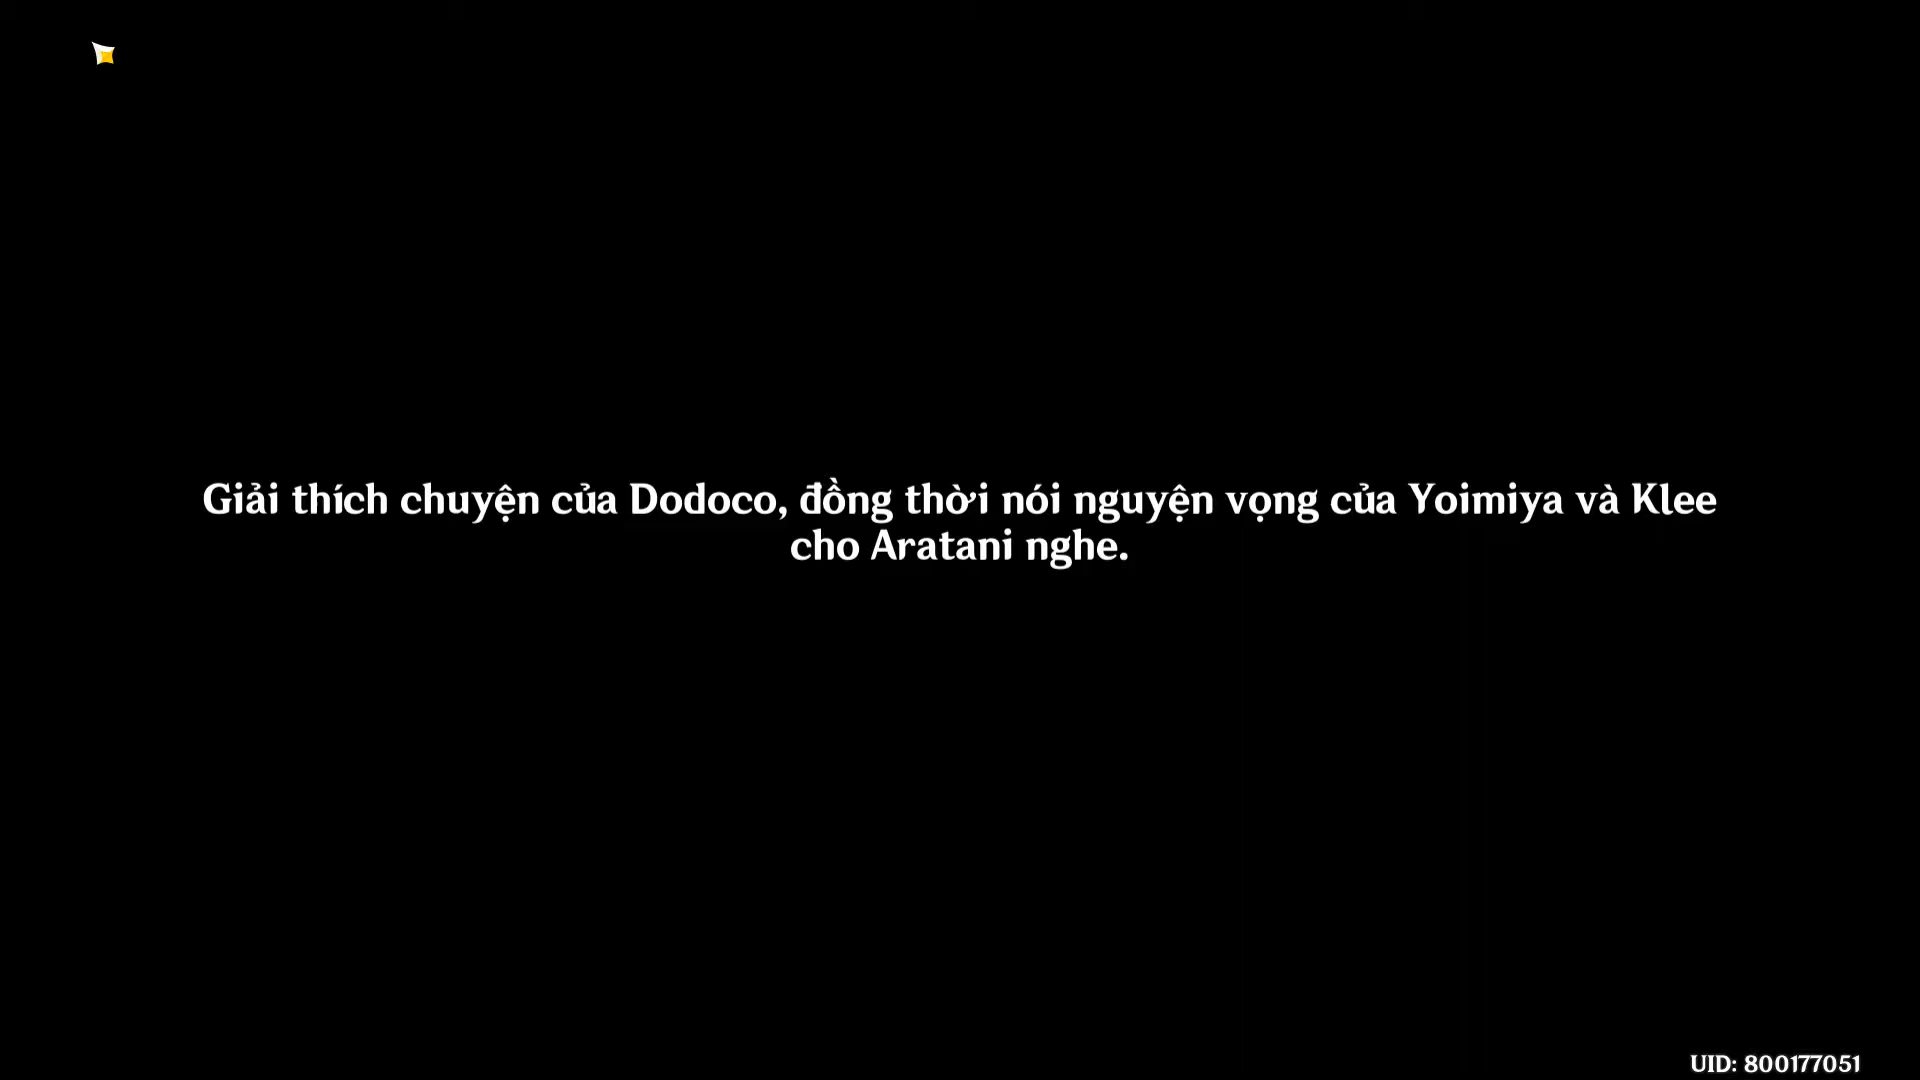 Giải thích chuyện của Dodoco, đồng thời nói nguyện vọng của Yoimiya và Klee
cho Aratani nghe.
UID: 800177051